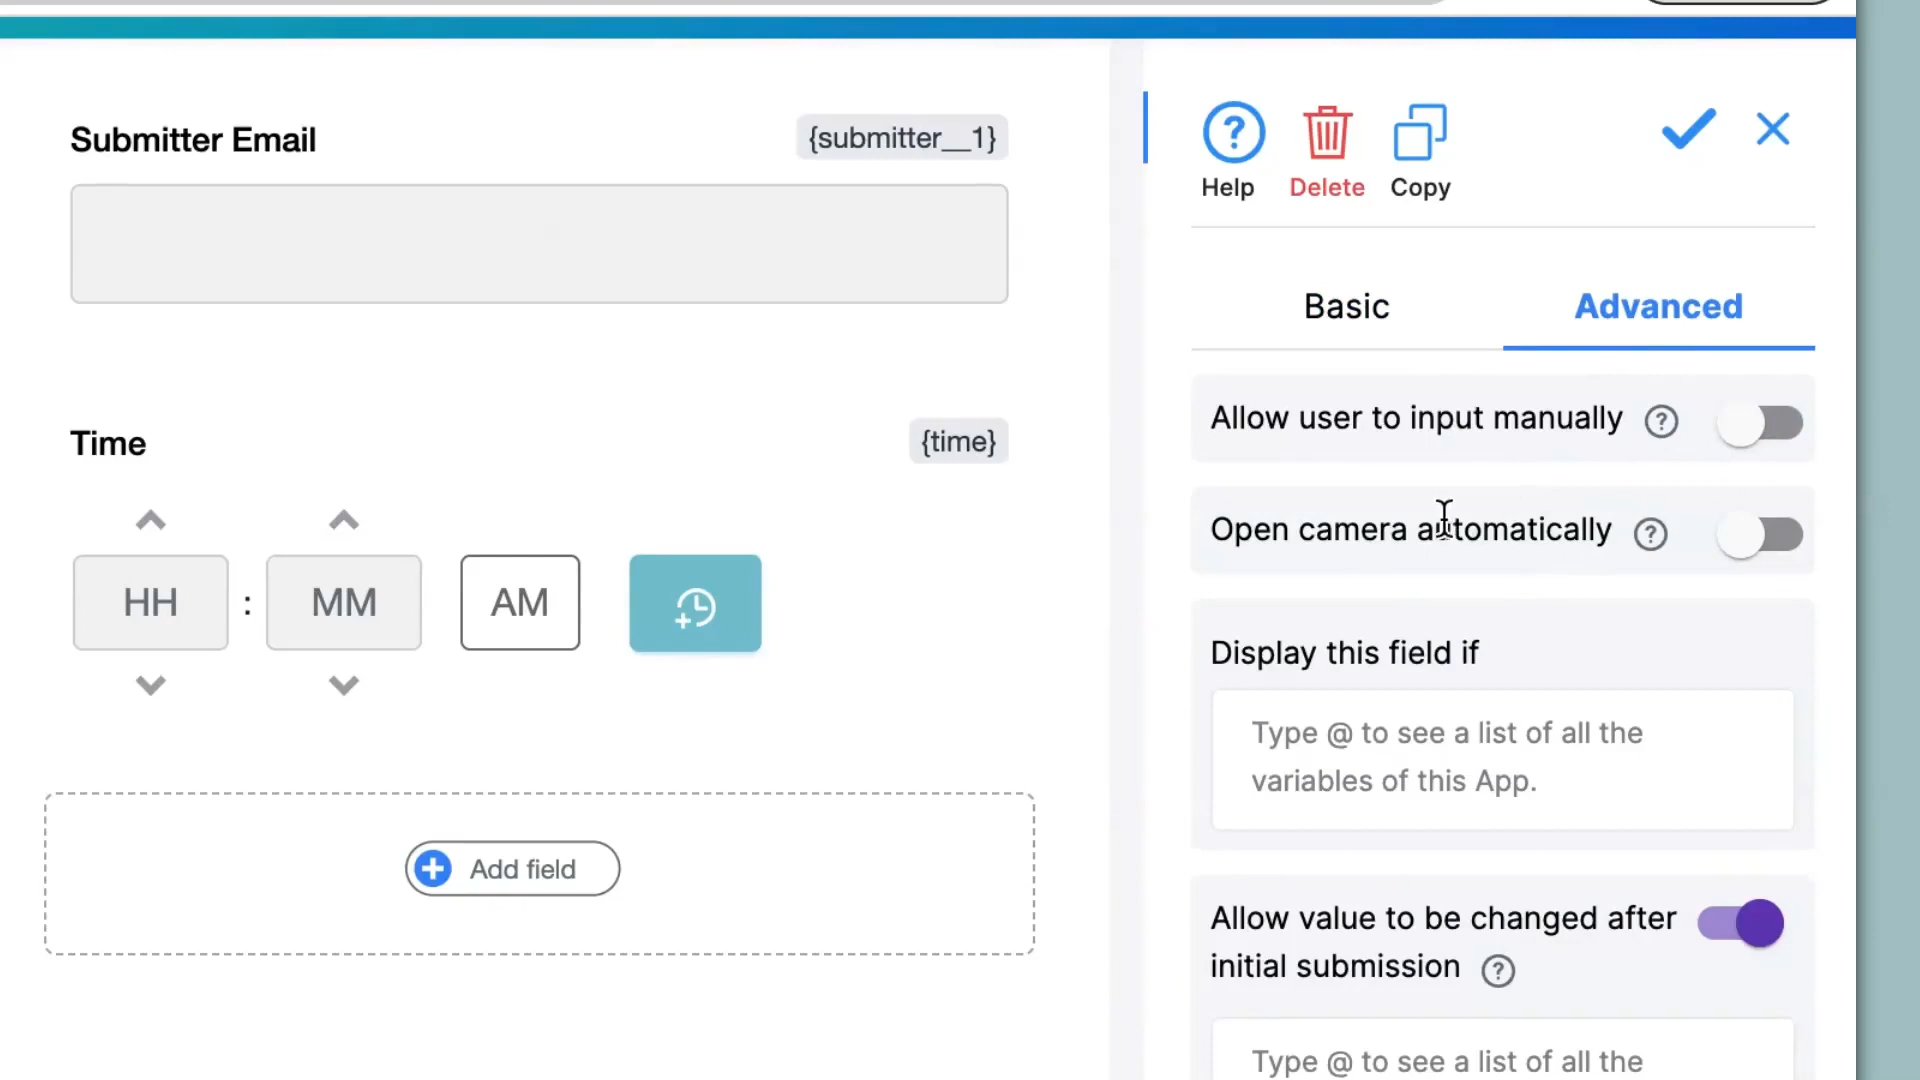 Submitter Email
{submitter__1}
Time
{time}
HH
:
MM
AM
Add field
Help
Delete
Copy
Basic
Advanced
Allow user to input manually
Open camera automatically
Display this field if
Type @ to see a list of all the
variables of this App.
Allow value to be changed after
initial submission
Type @ to see a list of all the